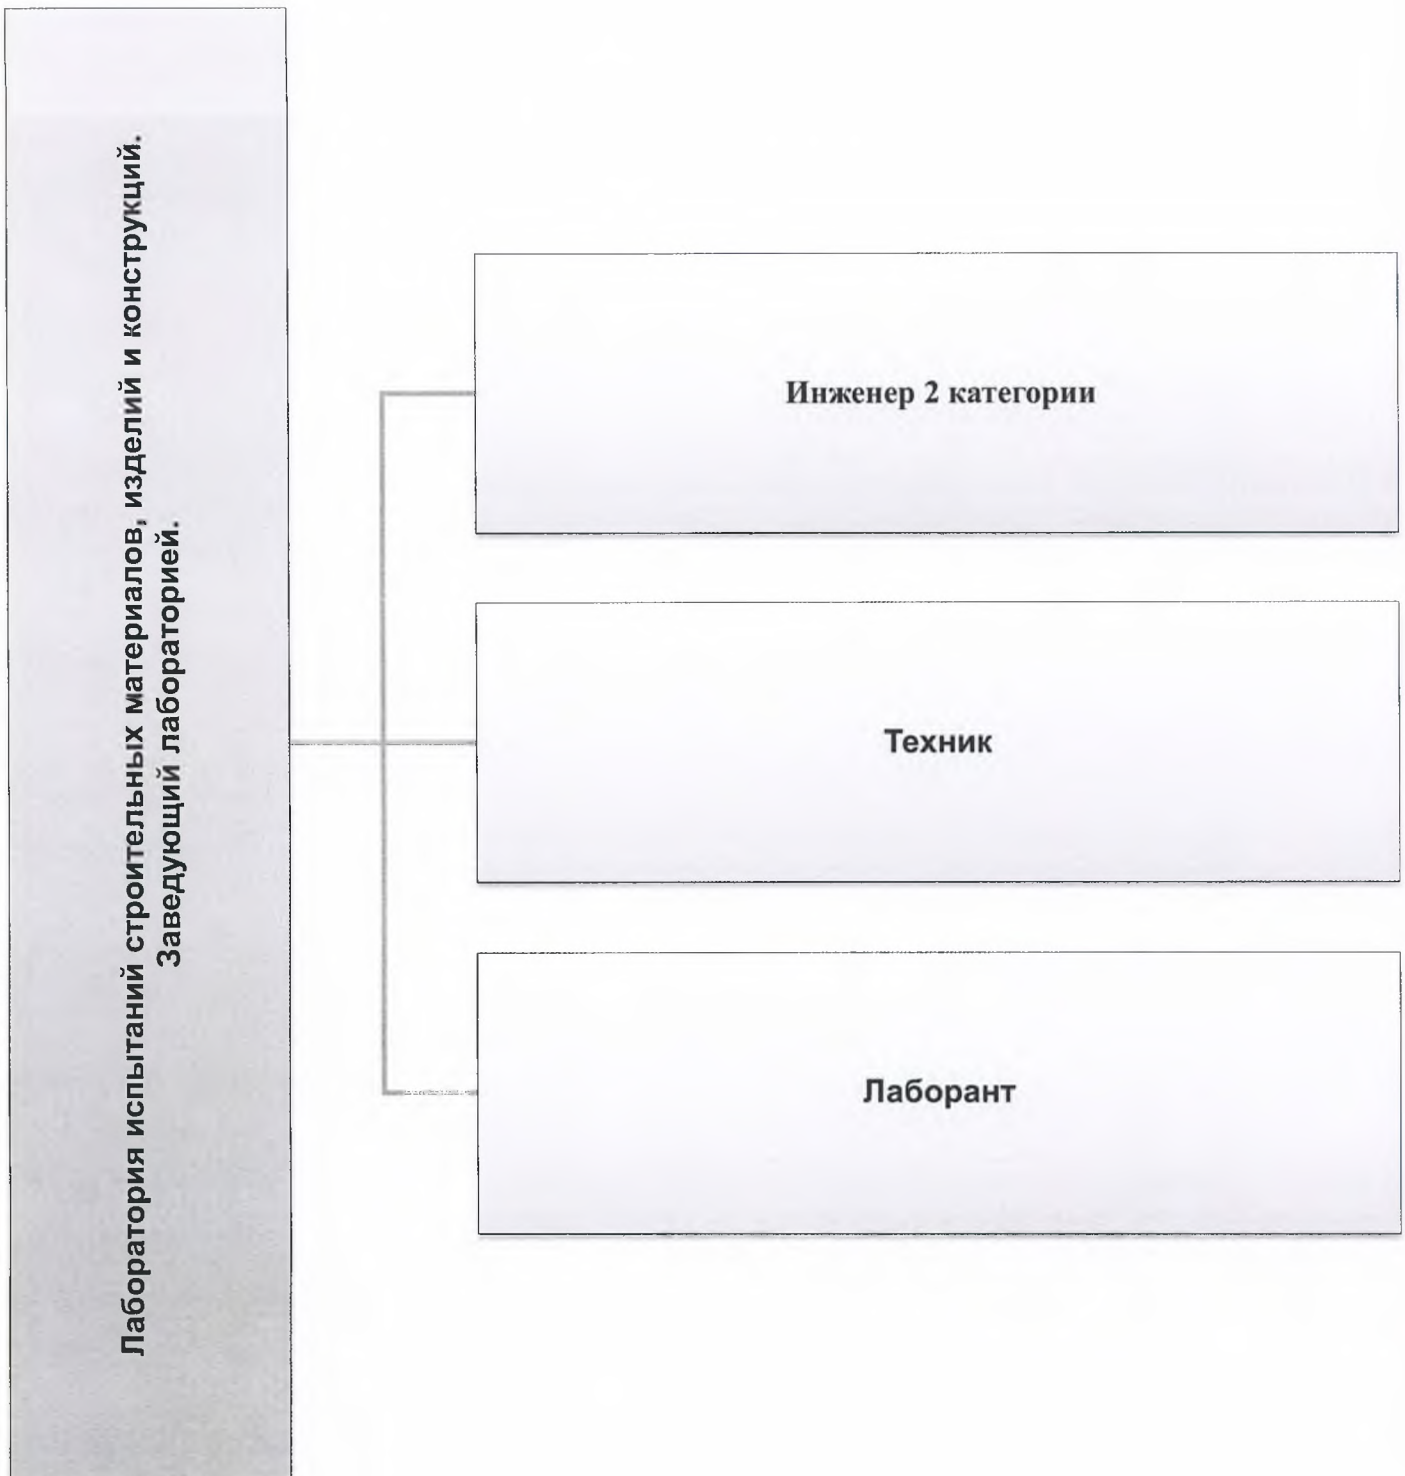 Лаборатория испытаний строительных материалов, изделий и конструкций.
Заведующий лабораторией.
Инженер 2 категории
Техник
Лаборант